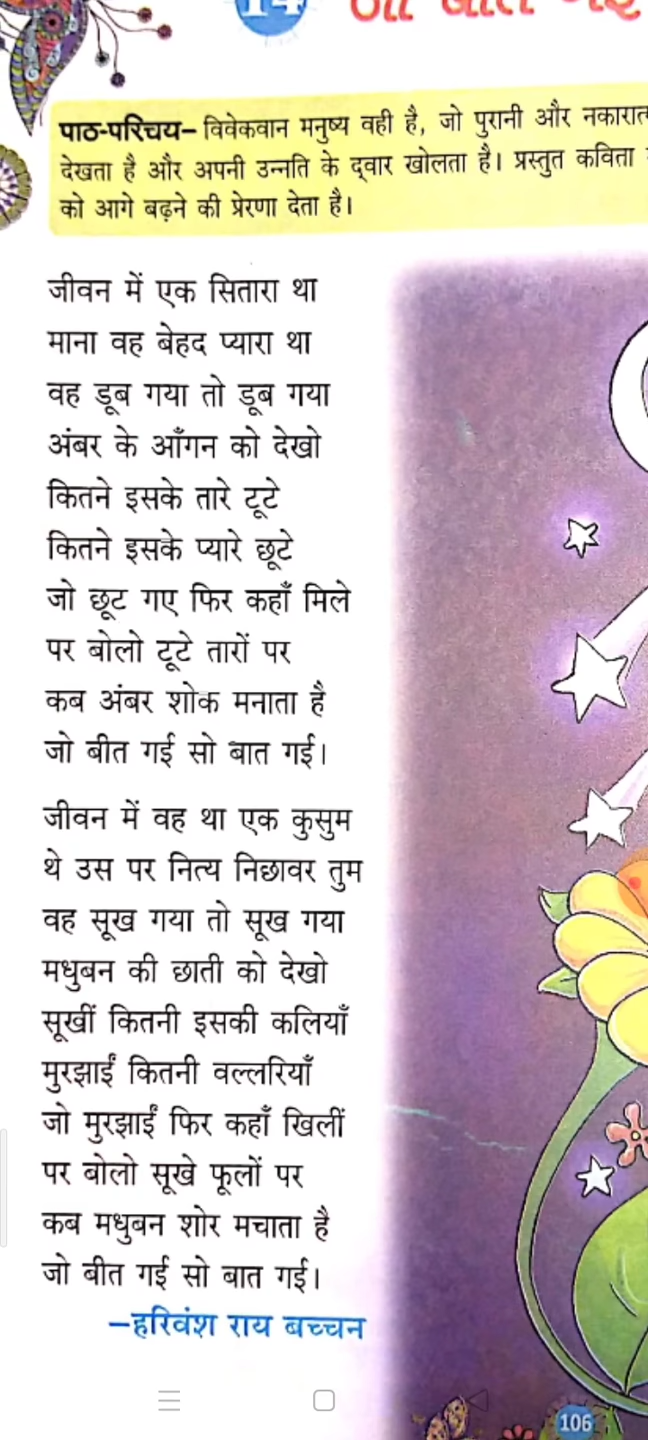 14 जो बीत गई
पाठ-परिचय– विवेकवान मनुष्य वही है, जो पुरानी और
देखता है और अपनी उन्नति के द्वार खोलता है। प्रस्तुत कविता
को आगे बढ़ने की प्रेरणा देता है।
जीवन में एक सितारा था
माना वह बेहद प्यारा था
वह डूब गया तो डूब गया
अंबर के आँगन को देखो
कितने इसके तारे टूटे
कितने इसके प्यारे छूटे
जो छूट गए फिर कहाँ मिले
पर बोलो टूटे तारों पर
कब अंबर शोक मनाता है
जो बीत गई सो बात गई।
जीवन में वह था एक कुसुम
थे उस पर नित्य निछावर तुम
वह सूख गया तो सूख गया
मधुबन की छाती को देखो
सूखीं कितनी इसकी कलियाँ
मुरझाईं कितनी वल्लरियाँ
जो मुरझाईं फिर कहाँ खिलीं
पर बोलो सूखे फूलों पर
कब मधुबन शोर मचाता है
जो बीत गई सो बात गई।
–हरिवंश राय बच्चन
106